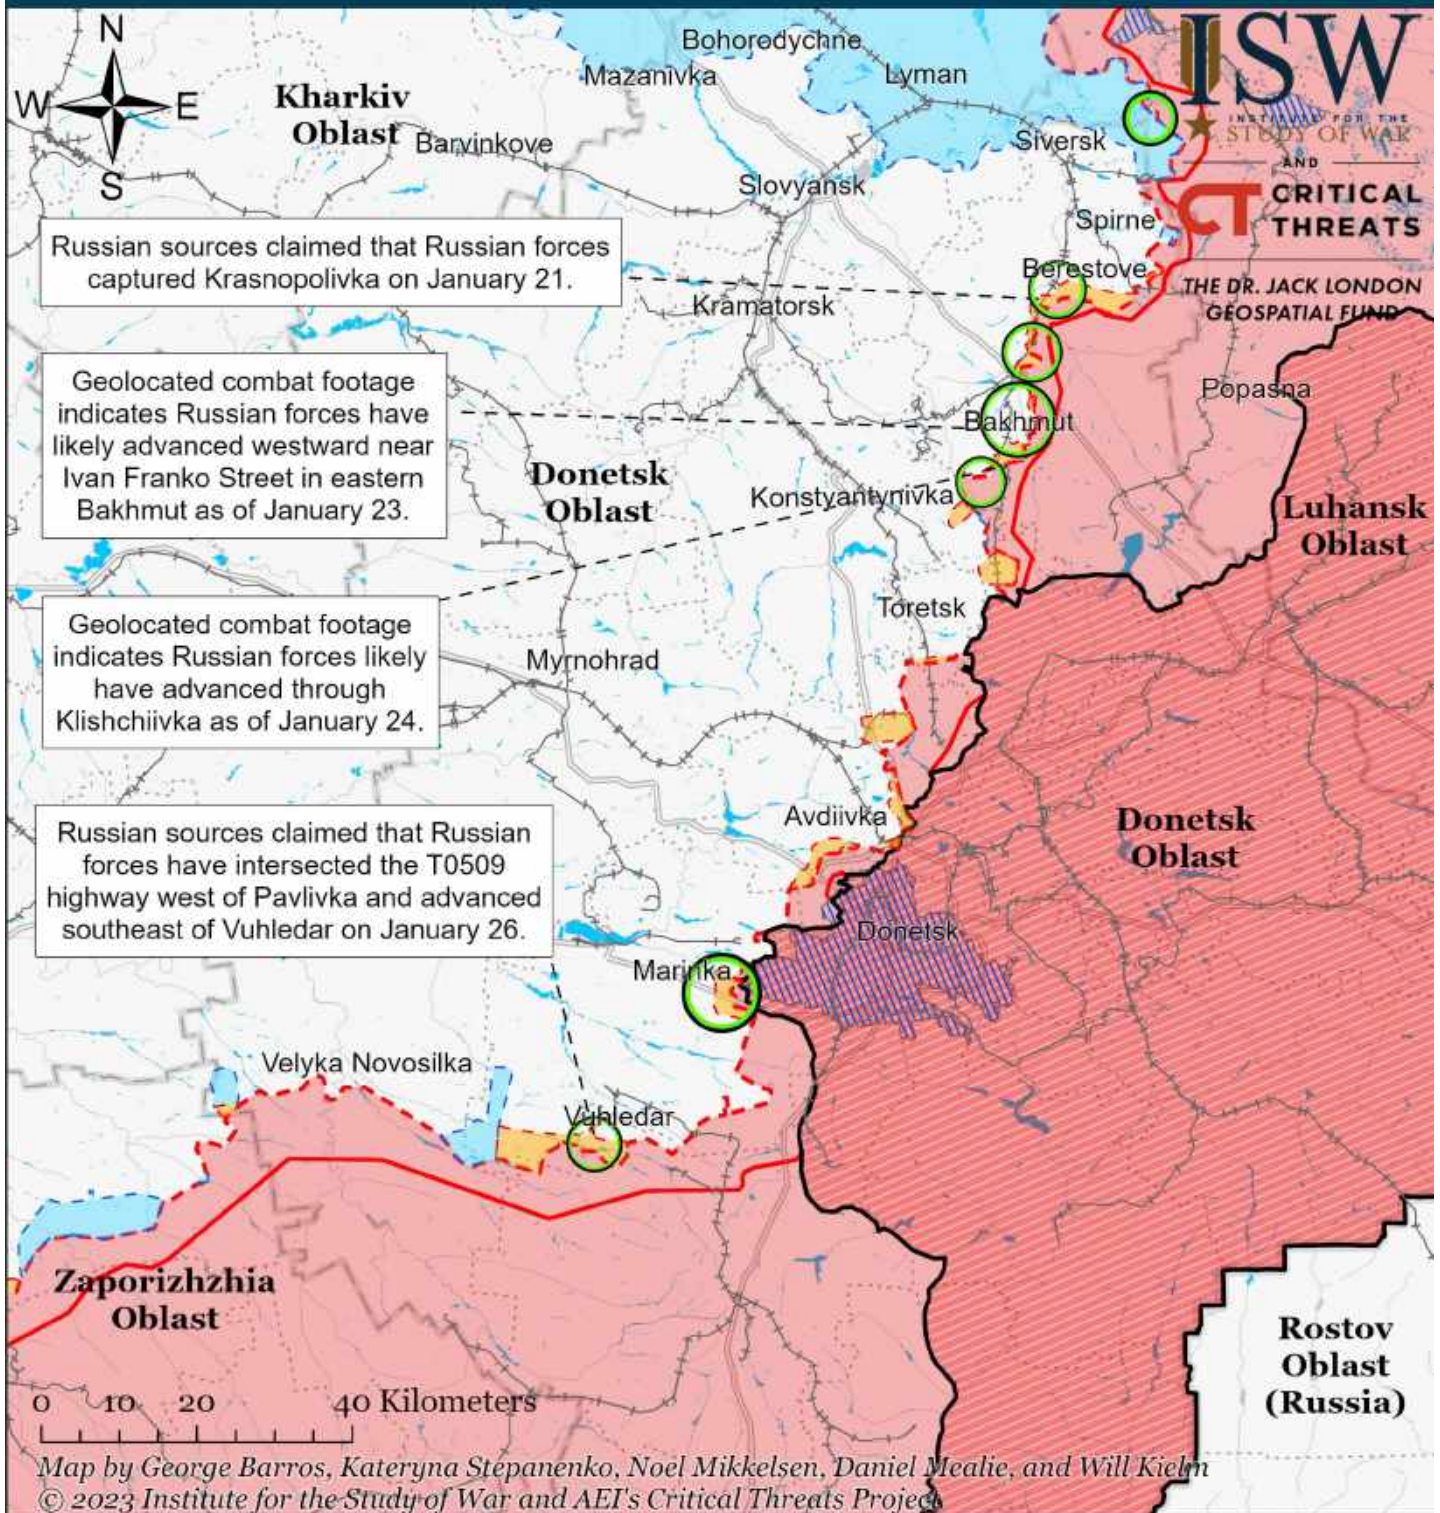 N
W
E
S
Kharkiv
Oblast
Barvinkove
Bohorodychne
Mazanivka
Lyman
Siversk
Slovyansk
Spirne
Berestove
Kramatorsk
Popasna
Bakhmut
Konstyantynivka
Donetsk
Oblast
Luhansk
Oblast
Toretsk
Myrnohrad
Avdiivka
Donetsk
Oblast
Donetsk
Marinka
Velyka Novosilka
Vuhledar
Zaporizhzhia
Oblast
Rostov
Oblast
(Russia)
ISW
INSTITUTE FOR THE
STUDY OF WAR
AND
CT CRITICAL
THREATS
THE DR. JACK LONDON
GEOSPATIAL FUND
Russian sources claimed that Russian forces
captured Krasnopolivka on January 21.
Geolocated combat footage
indicates Russian forces have
likely advanced westward near
Ivan Franko Street in eastern
Bakhmut as of January 23.
Geolocated combat footage
indicates Russian forces likely
have advanced through
Klishchiivka as of January 24.
Russian sources claimed that Russian
forces have intersected the T0509
highway west of Pavlivka and advanced
southeast of Vuhledar on January 26.
0 10 20 40 Kilometers
Map by George Barros, Kateryna Stepanenko, Noel Mikkelsen, Daniel Mealie, and Will Kielm
© 2023 Institute for the Study of War and AEI's Critical Threats Project